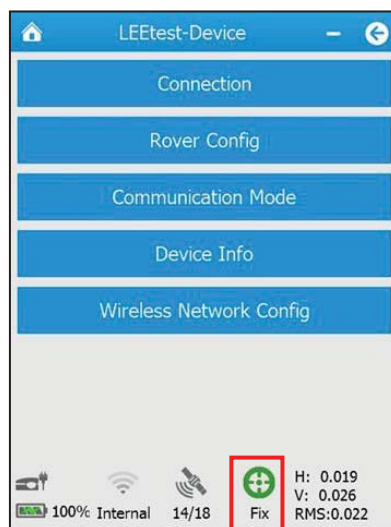 LEEtest-Device
Connection
Rover Config
Communication Mode
Device Info
Wireless Network Config
H: 0.019
V: 0.026
100% Internal 14/18 Fix RMS:0.022